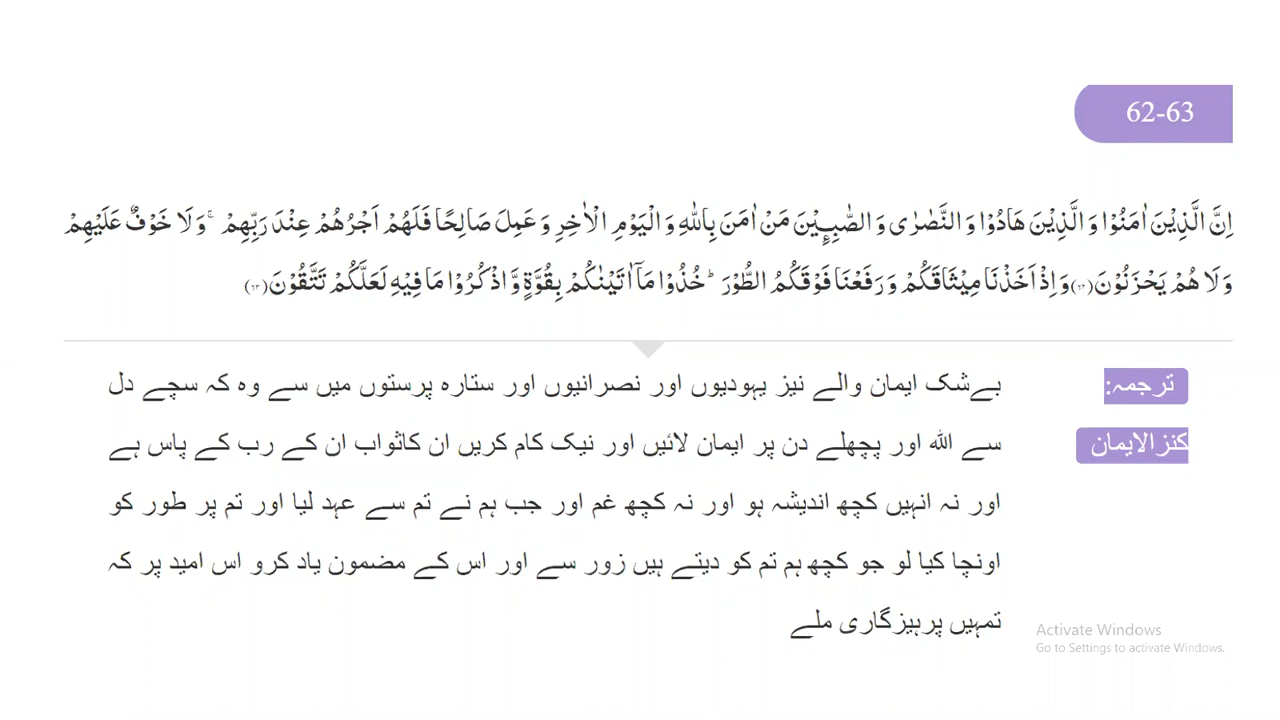 62-63
اِنَّ الَّذِیْنَ اٰمَنُوْا وَ الَّذِیْنَ هَادُوْا وَ النَّصٰرٰى وَ الصّٰبِـٕیْنَ مَنْ اٰمَنَ بِاللّٰهِ وَ الْیَوْمِ الْاٰخِرِ وَ عَمِلَ صَالِحًا فَلَهُمْ اَجْرُهُمْ عِنْدَ رَبِّهِمْ ۚ-وَ لَا خَوْفٌ عَلَیْهِمْ
وَ لَا هُمْ یَحْزَنُوْنَ(۶۲)وَ اِذْ اَخَذْنَا مِیْثَاقَكُمْ وَ رَفَعْنَا فَوْقَكُمُ الطُّوْرَؕ-خُذُوْا مَاۤ اٰتَیْنٰكُمْ بِقُوَّةٍ وَّ اذْكُرُوْا مَا فِیْهِ لَعَلَّكُمْ تَتَّقُوْنَ(۶۳)
ترجمہ:
کنزالایمان
بےشک ایمان والے نیز یہودیوں اور نصرانیوں اور ستارہ پرستوں میں سے وہ کہ سچے دل
سے اللہ اور پچھلے دن پر ایمان لائیں اور نیک کام کریں ان کاثواب ان کے رب کے پاس ہے
اور نہ انہیں کچھ اندیشہ ہو اور نہ کچھ غم اور جب ہم نے تم سے عہد لیا اور تم پر طور کو
اونچا کیا لو جو کچھ ہم تم کو دیتے ہیں زور سے اور اس کے مضمون یاد کرو اس امید پر کہ
تمہیں پرہیزگاری ملے
Activate Windows
Go to Settings to activate Windows.